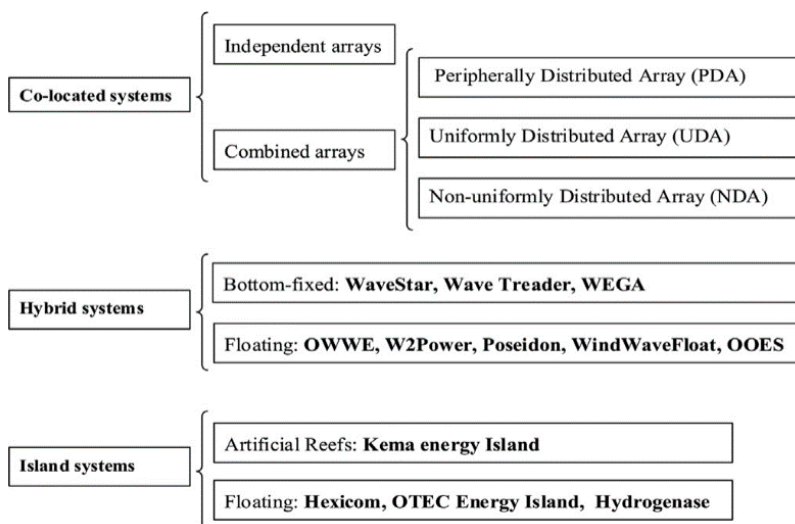 Co-located systems
Independent arrays
Combined arrays
Peripherally Distributed Array (PDA)
Uniformly Distributed Array (UDA)
Non-uniformly Distributed Array (NDA)
Hybrid systems
Bottom-fixed: WaveStar, Wave Treader, WEGA
Floating: OWWE, W2Power, Poseidon, WindWaveFloat, OOES
Island systems
Artificial Reefs: Kema energy Island
Floating: Hexicom, OTEC Energy Island, Hydrogenase